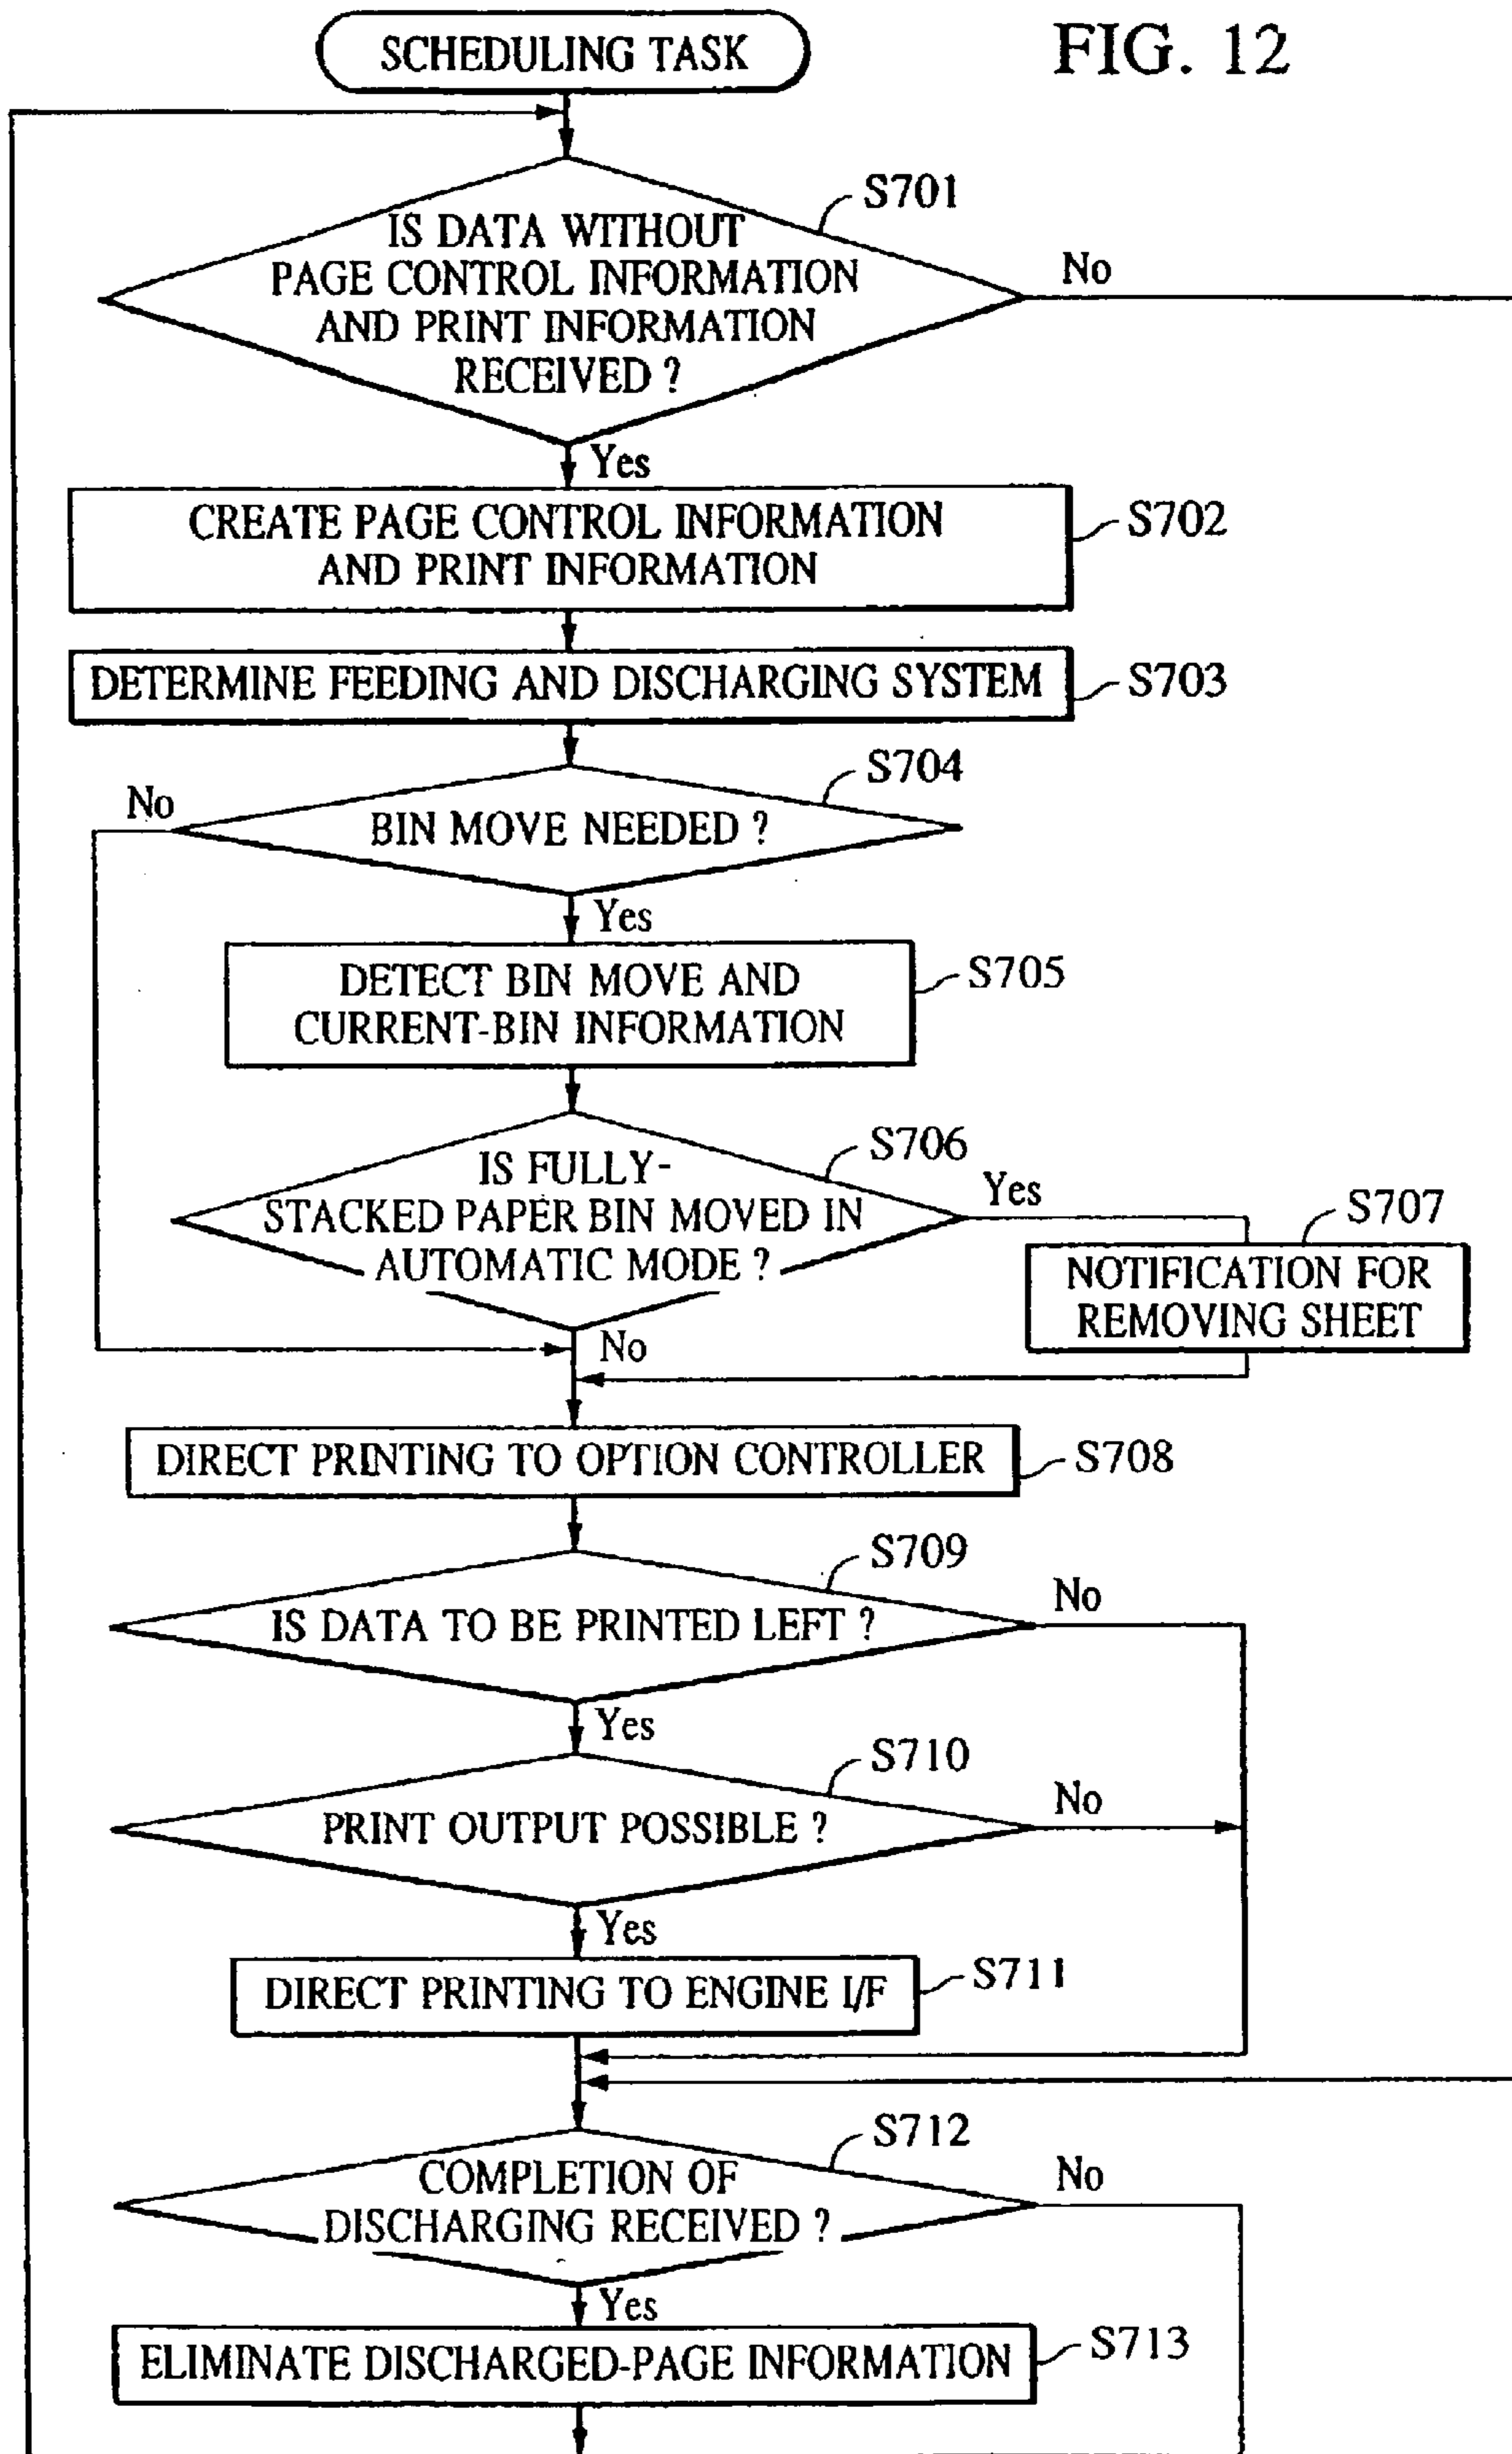 SCHEDULING TASK
FIG. 12
S701
IS DATA WITHOUT
PAGE CONTROL INFORMATION
AND PRINT INFORMATION
RECEIVED ?
No
Yes
CREATE PAGE CONTROL INFORMATION
AND PRINT INFORMATION
S702
DETERMINE FEEDING AND DISCHARGING SYSTEM
S703
S704
No
BIN MOVE NEEDED ?
Yes
DETECT BIN MOVE AND
CURRENT-BIN INFORMATION
S705
S706
IS FULLY-
STACKED PAPER BIN MOVED IN
AUTOMATIC MODE ?
Yes
S707
NOTIFICATION FOR
REMOVING SHEET
No
DIRECT PRINTING TO OPTION CONTROLLER
S708
S709
IS DATA TO BE PRINTED LEFT ?
No
Yes
S710
PRINT OUTPUT POSSIBLE ?
No
Yes
DIRECT PRINTING TO ENGINE I/F
S711
S712
COMPLETION OF
DISCHARGING RECEIVED ?
No
Yes
ELIMINATE DISCHARGED-PAGE INFORMATION
S713